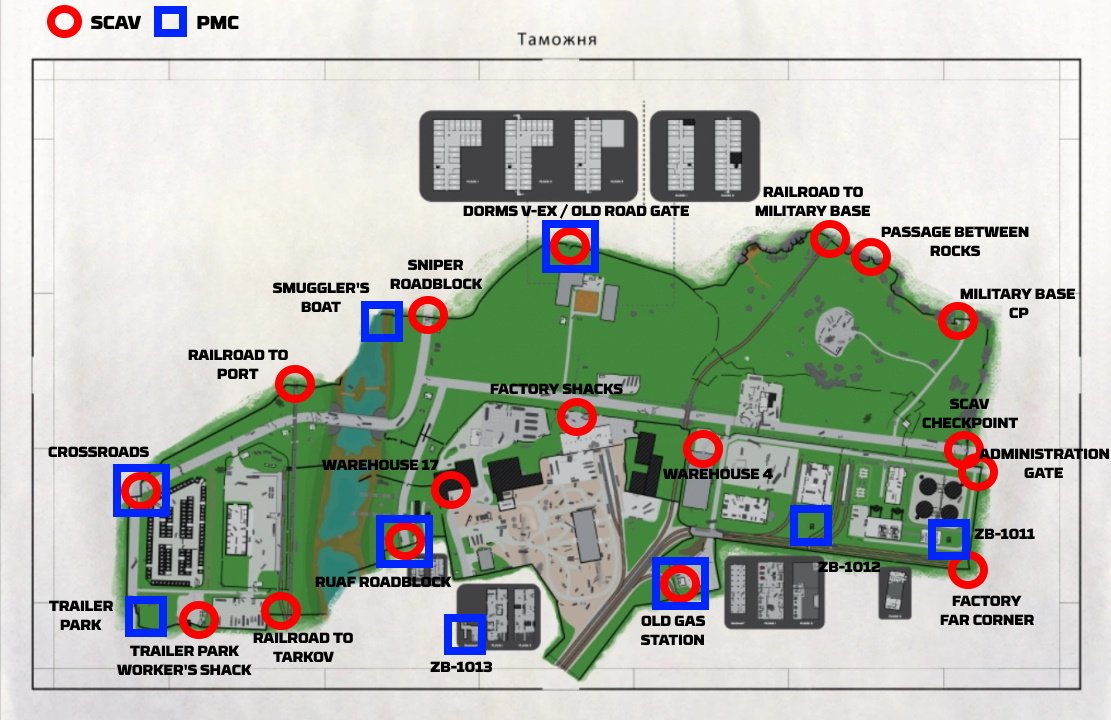 SCAV PMC
Таможня
DORMS V-EX / OLD ROAD GATE
RAILROAD TO
MILITARY BASE
PASSAGE BETWEEN
ROCKS
SNIPER
ROADBLOCK
SMUGGLER'S
BOAT
MILITARY BASE
CP
RAILROAD TO
PORT
FACTORY SHACKS
SCAV
CHECKPOINT
CROSSROADS
WAREHOUSE 17
WAREHOUSE 4
ADMINISTRATION
GATE
ZB-1011
ZB-1012
RUAF ROADBLOCK
TRAILER
PARK
OLD GAS
STATION
FACTORY
FAR CORNER
RAILROAD TO
TARKOV
TRAILER PARK
WORKER'S SHACK
ZB-1013